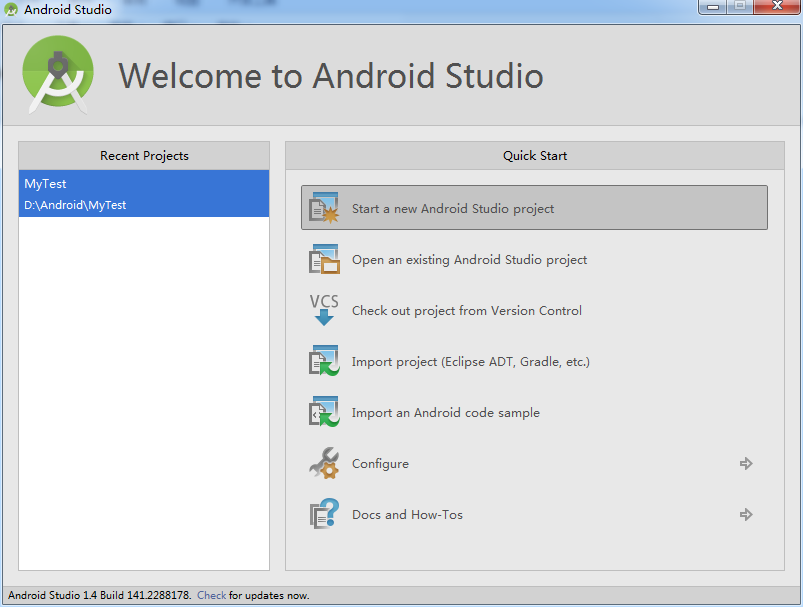 Android Studio
Welcome to Android Studio
Recent Projects
MyTest
D:\Android\MyTest
Quick Start
Start a new Android Studio project
Open an existing Android Studio project
VCS
Check out project from Version Control
Import project (Eclipse ADT, Gradle, etc.)
Import an Android code sample
Configure
Docs and How-Tos
Android Studio 1.4 Build 141.2288178. Check for updates now.